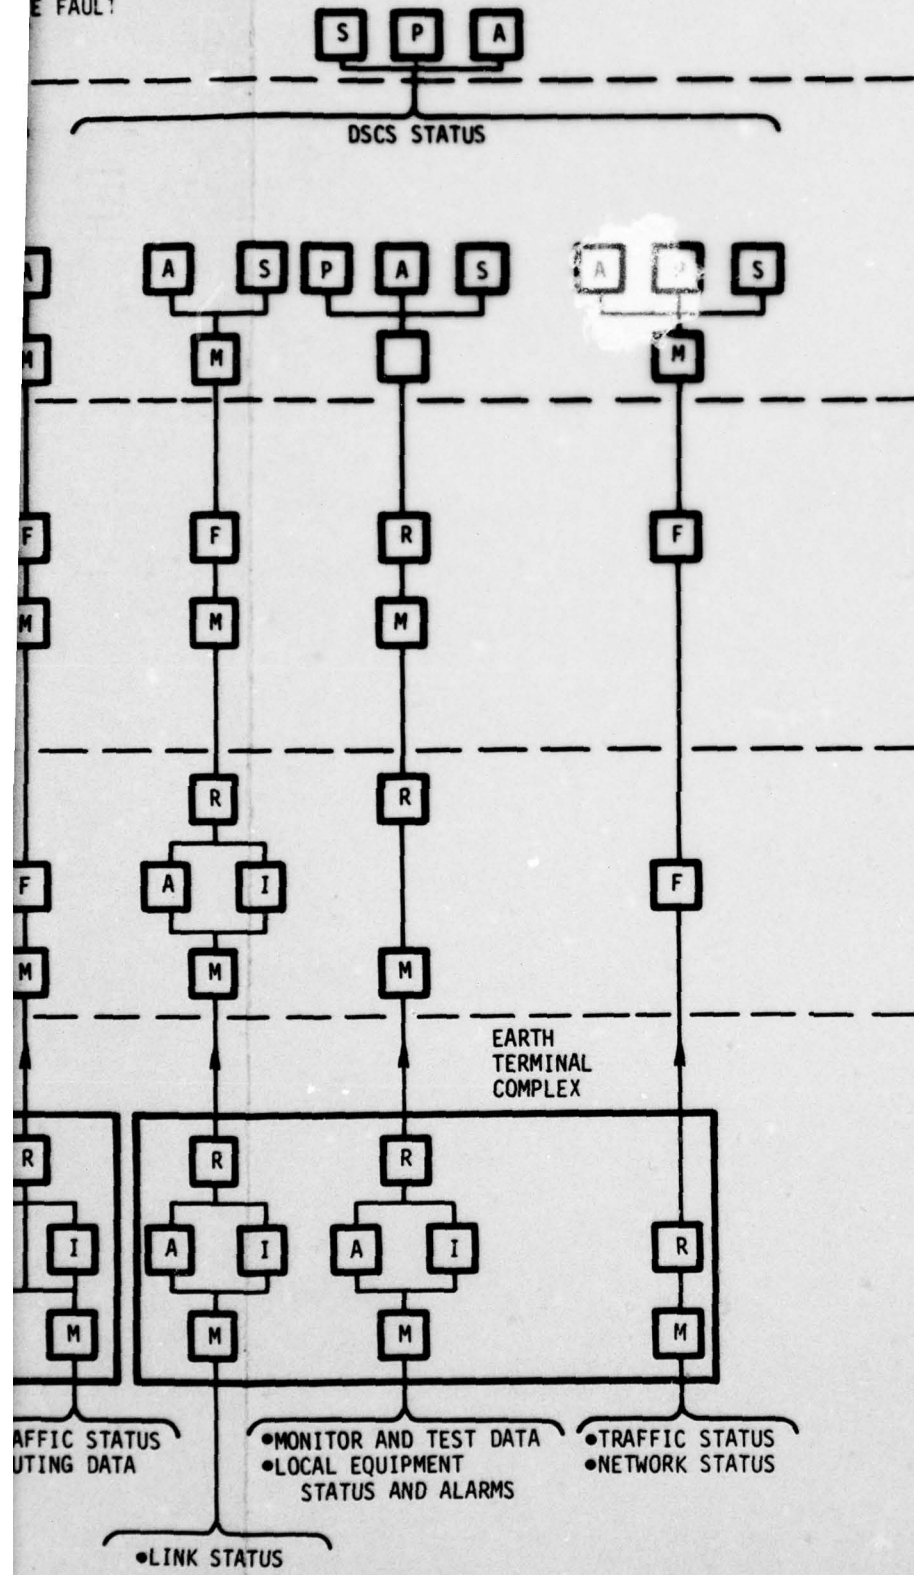 E FAULT
S P A
DSCS STATUS
A A S P A S A P S
M M M
F F R F
M M M
R R
F A I F
M M M
EARTH
TERMINAL
COMPLEX
R R R
I A I A I R
M M M M
AFFIC STATUS
UTING DATA
●MONITOR AND TEST DATA
●LOCAL EQUIPMENT
STATUS AND ALARMS
●TRAFFIC STATUS
●NETWORK STATUS
●LINK STATUS